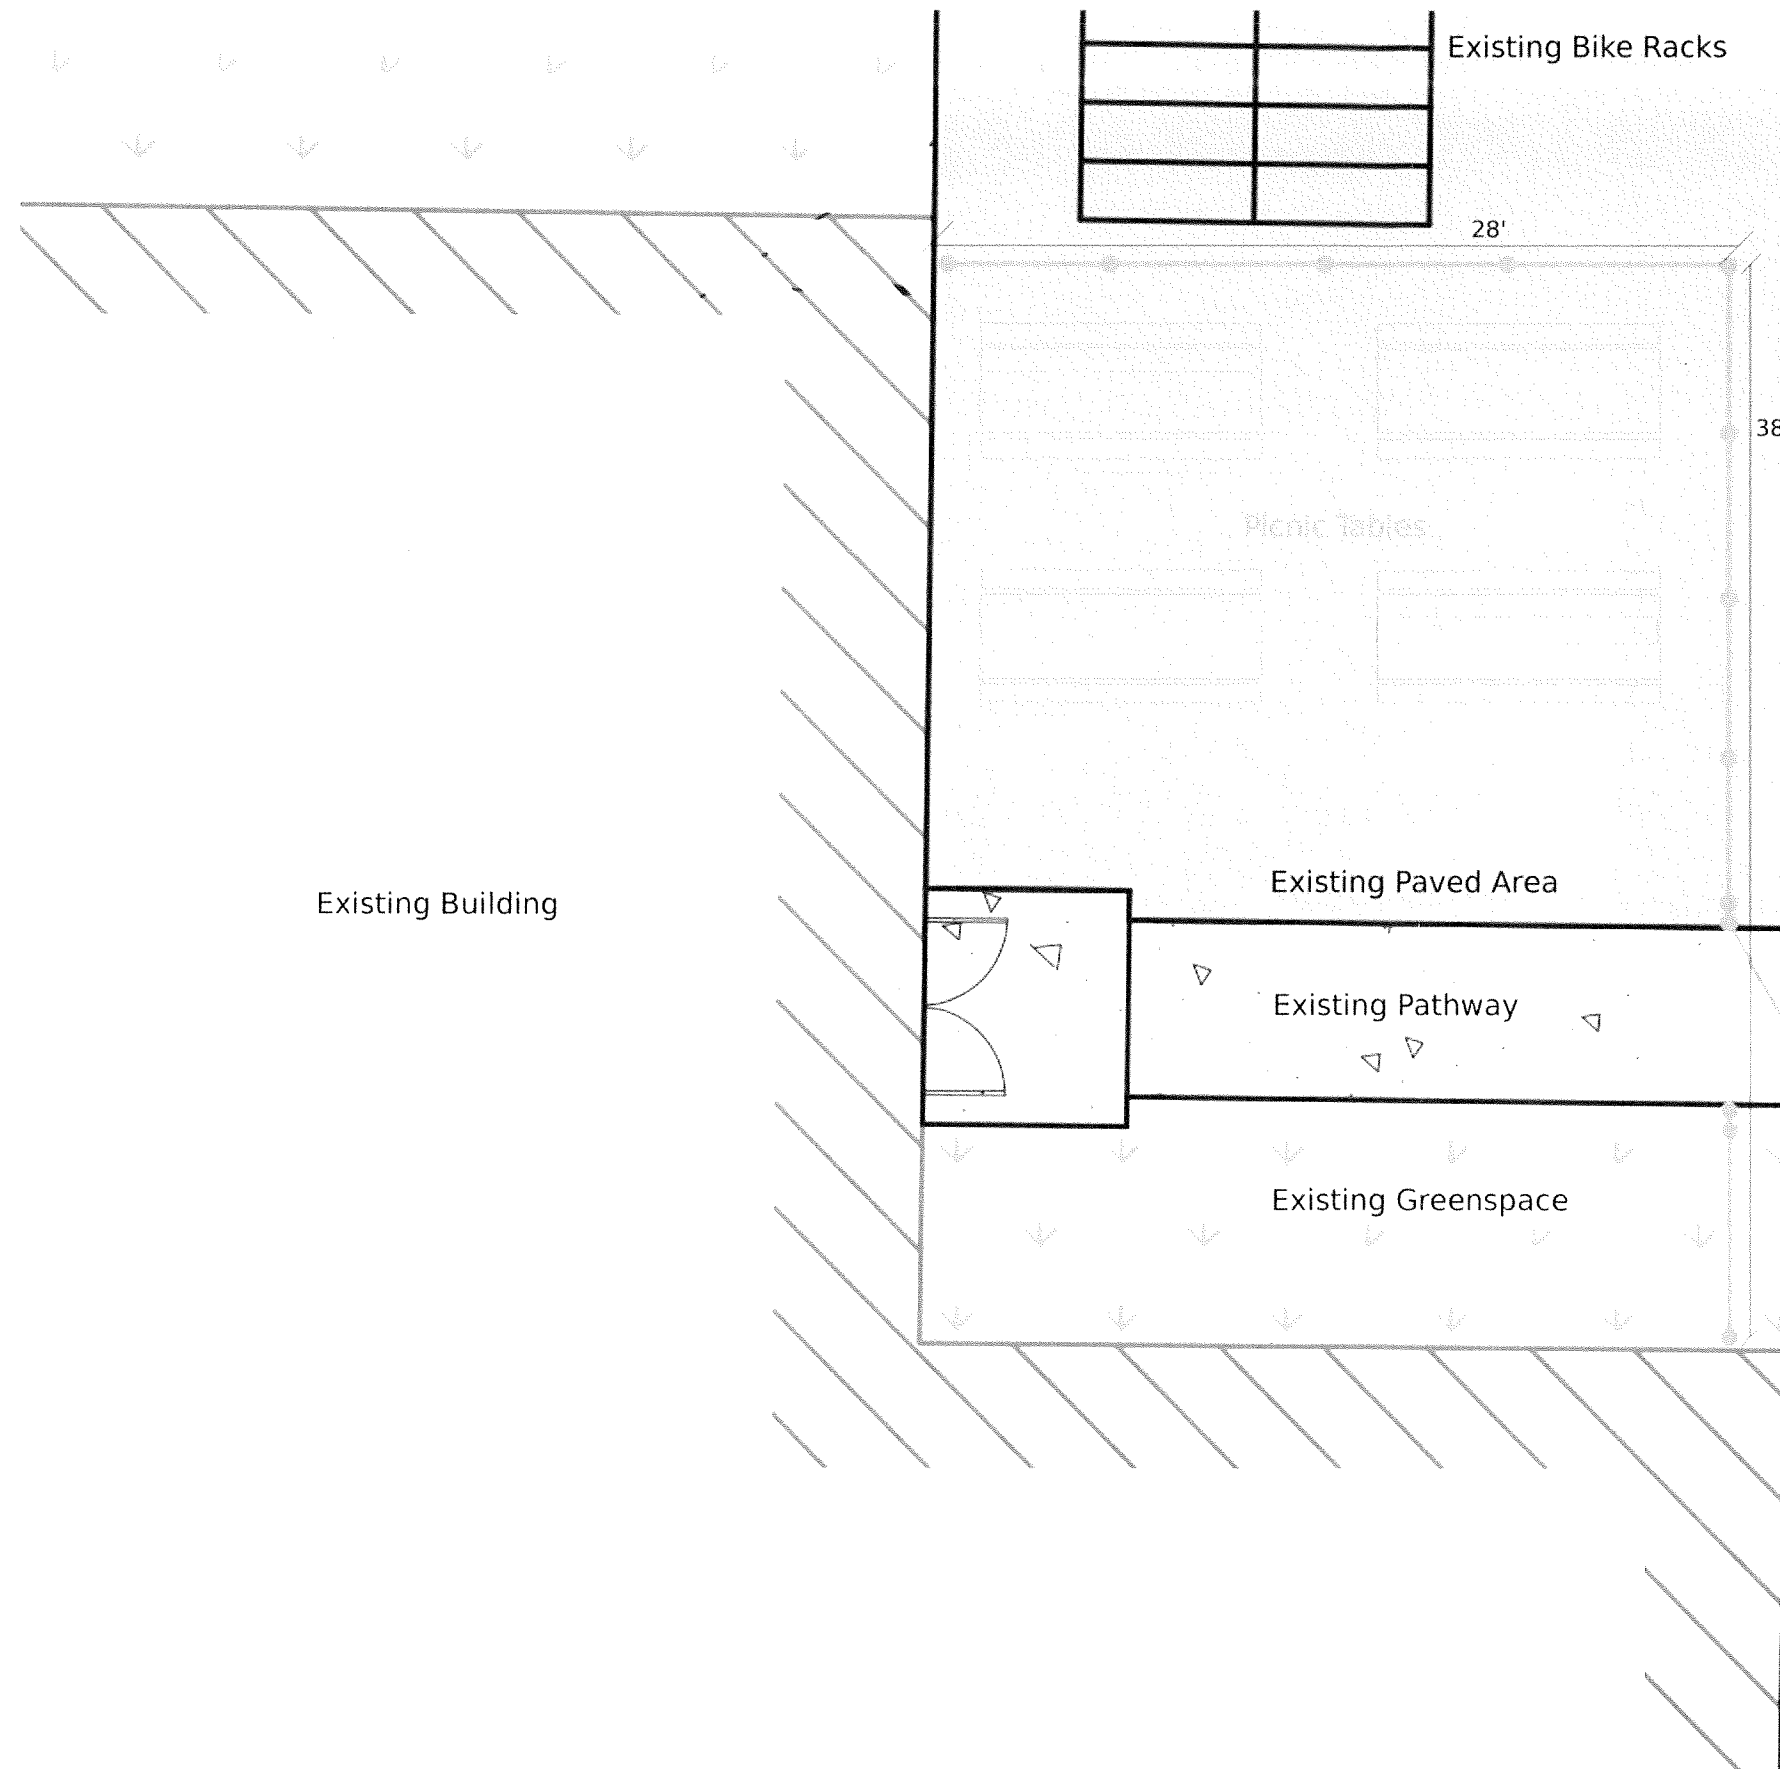 Existing Bike Racks
28'
38
Picnic Tables
Existing Paved Area
Existing Building
Existing Pathway
Existing Greenspace